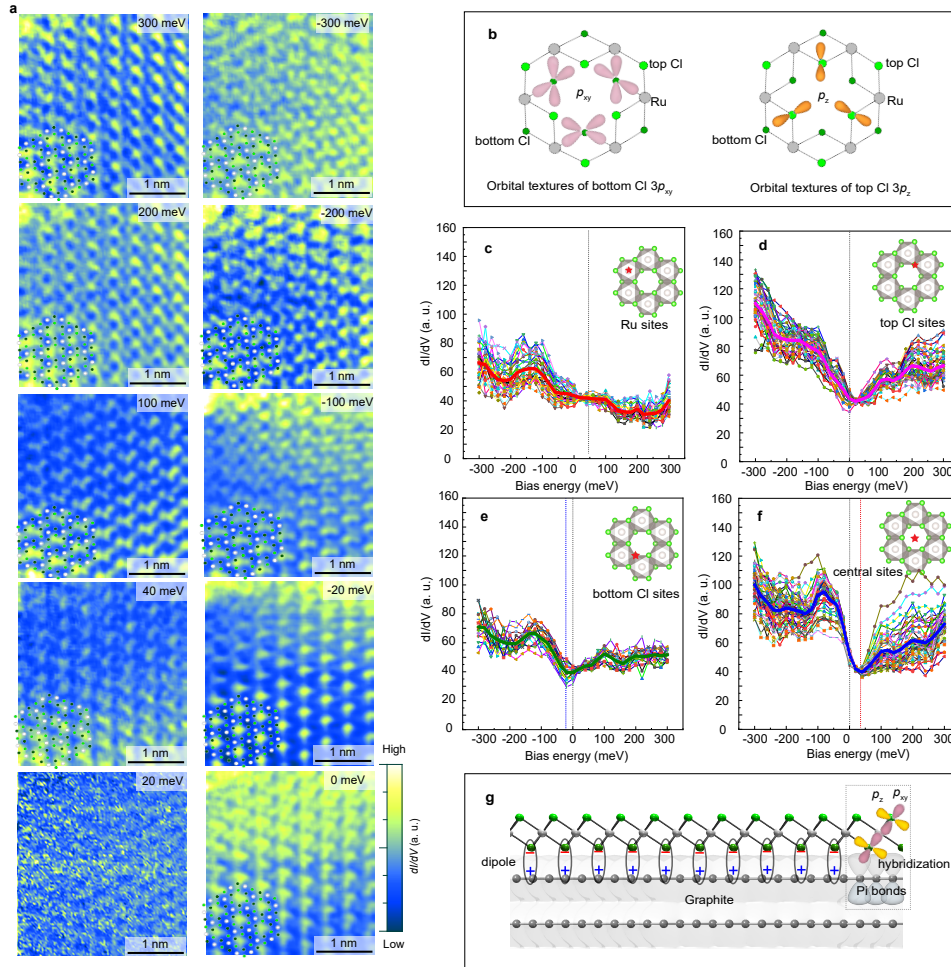 a
300 meV
1 nm
-300 meV
1 nm
200 meV
1 nm
-200 meV
1 nm
100 meV
1 nm
-100 meV
1 nm
40 meV
1 nm
-20 meV
1 nm
20 meV
1 nm
0 meV
1 nm
High
dI/dV (a. u.)
Low
b
top Cl
pxy
Ru
bottom Cl
Orbital textures of bottom Cl 3pxy
top Cl
pz
Ru
bottom Cl
Orbital textures of top Cl 3pz
c
Ru sites
dI/dV (a. u.)
160
140
120
100
80
60
40
20
0
-300 -200 -100 0 100 200 300
Bias energy (meV)
d
top Cl sites
dI/dV (a. u.)
160
140
120
100
80
60
40
20
0
-300 -200 -100 0 100 200 300
Bias energy (meV)
e
bottom Cl sites
dI/dV (a. u.)
160
140
120
100
80
60
40
20
0
-300 -200 -100 0 100 200 300
Bias energy (meV)
f
central sites
dI/dV (a. u.)
160
140
120
100
80
60
40
20
0
-300 -200 -100 0 100 200 300
Bias energy (meV)
g
pz pxy
dipole
hybridization
Pi bonds
Graphite